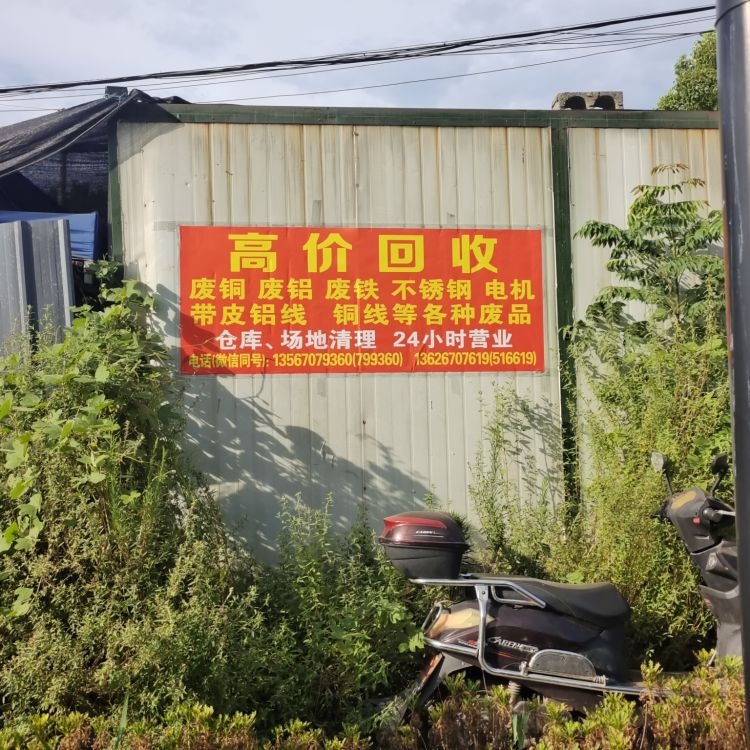 高价回收
废铜 废铝 废铁 不锈钢 电机
带皮铝线 铜线等各种废品
仓库、场地清理 24小时营业
电话(微信同号): 13567079360(799360) 13626707619(516619)